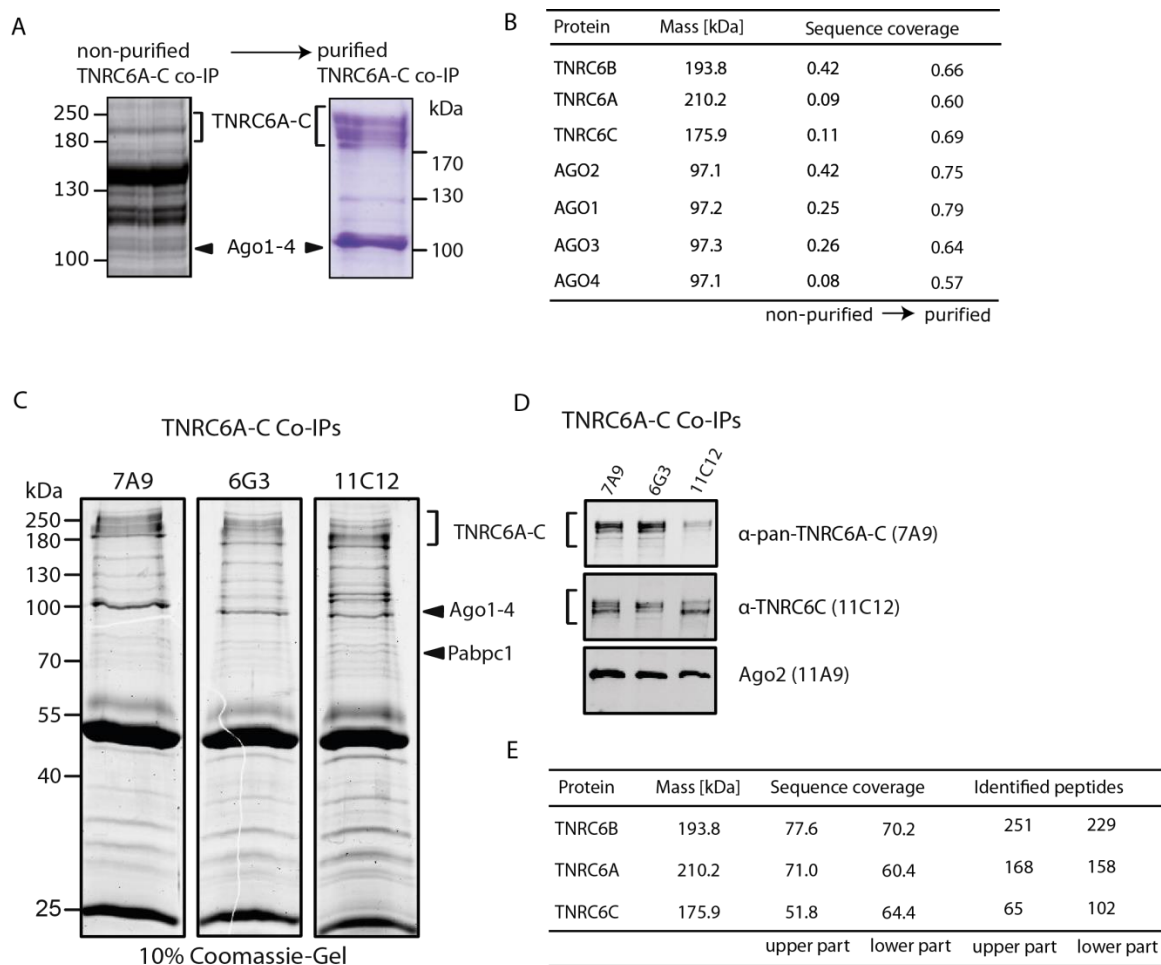 A
non-purified → purified
TNRC6A-C co-IP TNRC6A-C co-IP
kDa
250
180
130
100
TNRC6A-C
Ago1-4
170
130
100
B
Protein Mass [kDa] Sequence coverage
TNRC6B 193.8 0.42 0.66
TNRC6A 210.2 0.09 0.60
TNRC6C 175.9 0.11 0.69
AGO2 97.1 0.42 0.75
AGO1 97.2 0.25 0.79
AGO3 97.3 0.26 0.64
AGO4 97.1 0.08 0.57
non-purified → purified
C
TNRC6A-C Co-IPs
7A9 6G3 11C12
kDa
250
180
130
100
70
55
40
25
TNRC6A-C
Ago1-4
Pabpc1
10% Coomassie-Gel
D
TNRC6A-C Co-IPs
7A9 6G3 11C12
α-pan-TNRC6A-C (7A9)
α-TNRC6C (11C12)
Ago2 (11A9)
E
Protein Mass [kDa] Sequence coverage Identified peptides
TNRC6B 193.8 77.6 70.2 251 229
TNRC6A 210.2 71.0 60.4 168 158
TNRC6C 175.9 51.8 64.4 65 102
upper part lower part upper part lower part